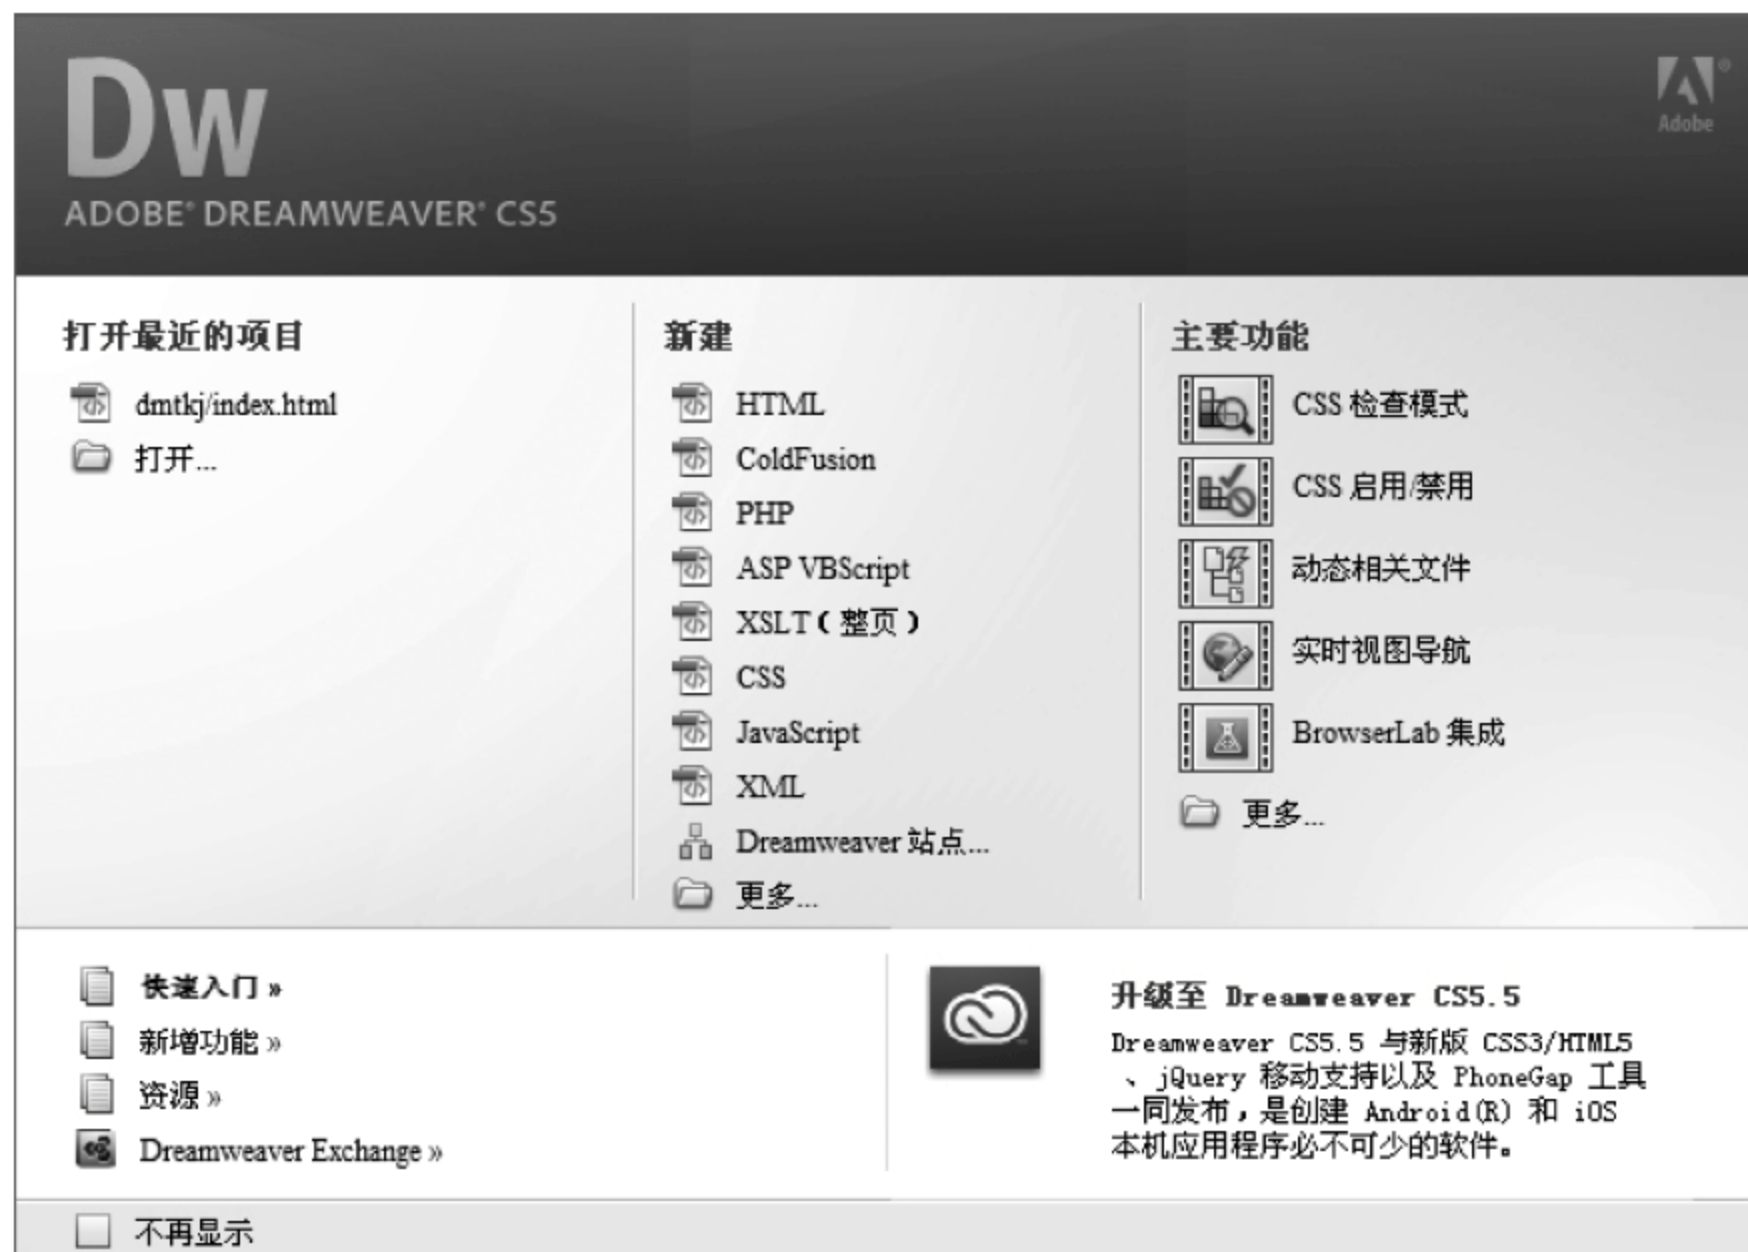 Dw
Adobe
ADOBE® DREAMWEAVER® CS5
打开最近的项目
dmtkj/index.html
打开...
新建
HTML
ColdFusion
PHP
ASP VBScript
XSLT（整页）
CSS
JavaScript
XML
Dreamweaver 站点...
更多...
主要功能
CSS 检查模式
CSS 启用/禁用
动态相关文件
实时视图导航
BrowserLab 集成
更多...
快速入门 »
新增功能 »
资源 »
Dreamweaver Exchange »
升级至 Dreamweaver CS5.5
Dreamweaver CS5.5 与新版 CSS3/HTML5
、jQuery 移动支持以及 PhoneGap 工具
一同发布，是创建 Android(R) 和 iOS
本机应用程序必不可少的软件。
不再显示